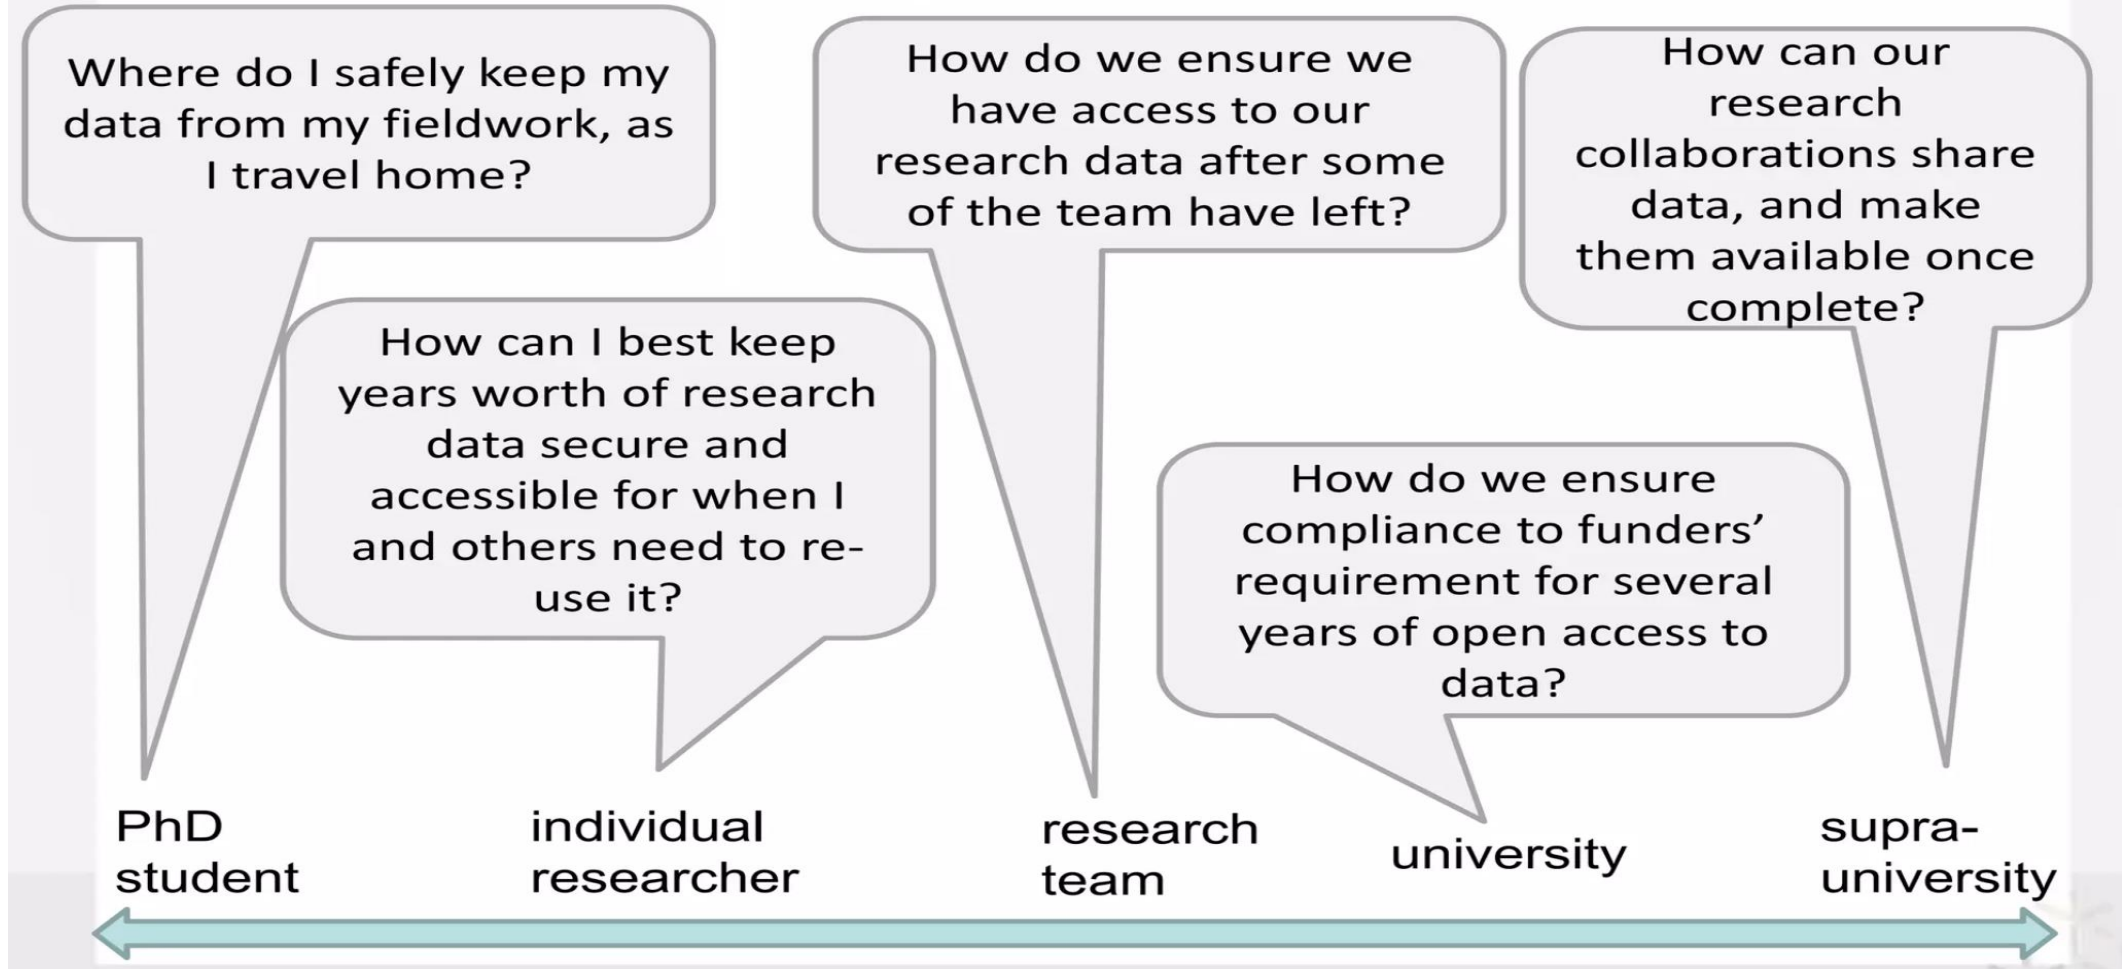 Where do I safely keep my
data from my fieldwork, as
I travel home?
How can I best keep
years worth of research
data secure and
accessible for when I
and others need to re-
use it?
How do we ensure we
have access to our
research data after some
of the team have left?
How do we ensure
compliance to funders’
requirement for several
years of open access to
data?
How can our
research
collaborations share
data, and make
them available once
complete?
PhD
student
individual
researcher
research
team
university
supra-
university